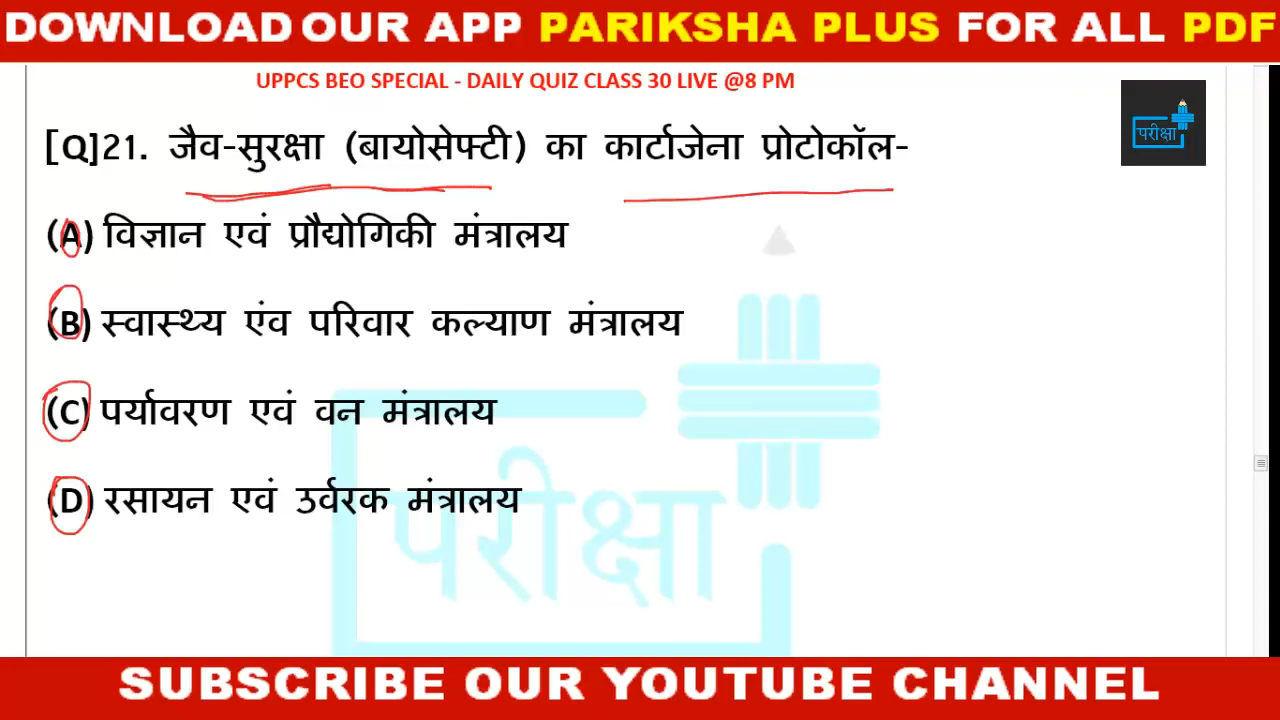 DOWNLOAD OUR APP PARIKSHA PLUS FOR ALL PDF
UPPCS BEO SPECIAL - DAILY QUIZ CLASS 30 LIVE @8 PM
परीक्षा
[Q]21. जैव-सुरक्षा (बायोसेफ्टी) का कार्टाजेना प्रोटोकॉल-
(A) विज्ञान एवं प्रौद्योगिकी मंत्रालय
(B) स्वास्थ्य एंव परिवार कल्याण मंत्रालय
(C) पर्यावरण एवं वन मंत्रालय
(D) रसायन एवं उर्वरक मंत्रालय
परीक्षा
SUBSCRIBE OUR YOUTUBE CHANNEL